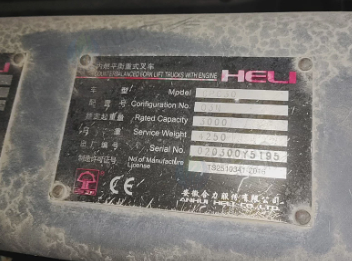 内燃平衡重式叉车
COUNTERBALANCED FORK LIFT TRUCKS WITH ENGINE HELI
车 型 Model
配置号 Configuration No.
额定起重量 Rated Capacity 3000
自 重 Service Weight 4250
出厂编号 Serial No.
制造许可证号 No.of Manufacture License
CE
安徽合力股份有限公司
ANHUI HELI CO.,LTD.